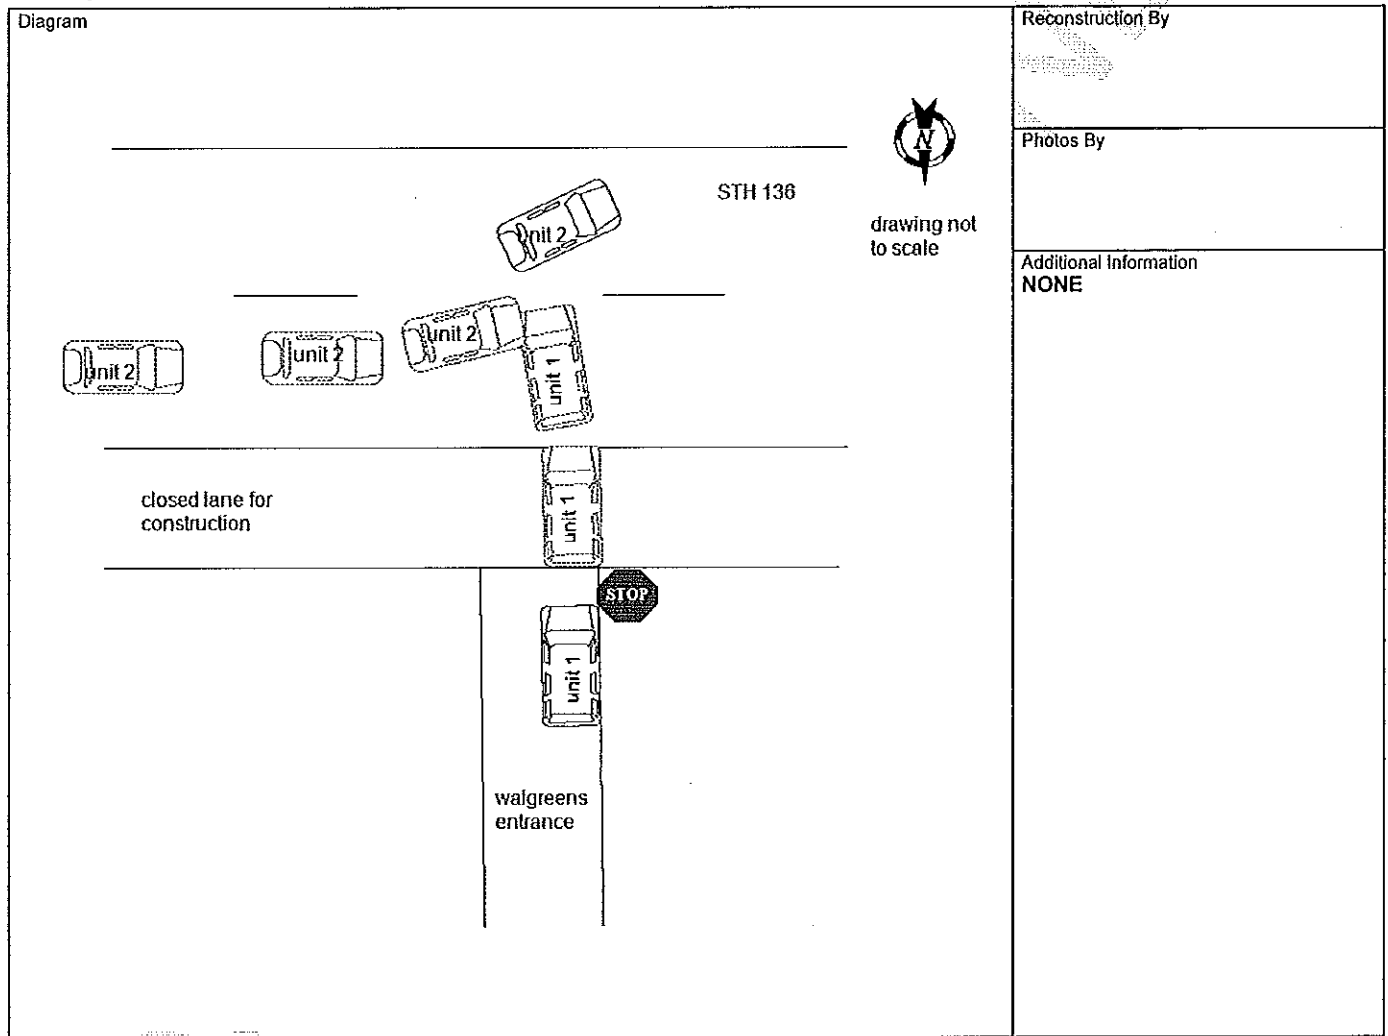 Diagram
Reconstruction By
N
Photos By
STH 136
drawing not
to scale
unit 2
Additional Information
NONE
unit 2
unit 2
unit 2
unit 1
closed lane for
construction
unit 1
STOP
unit 1
walgreens
entrance